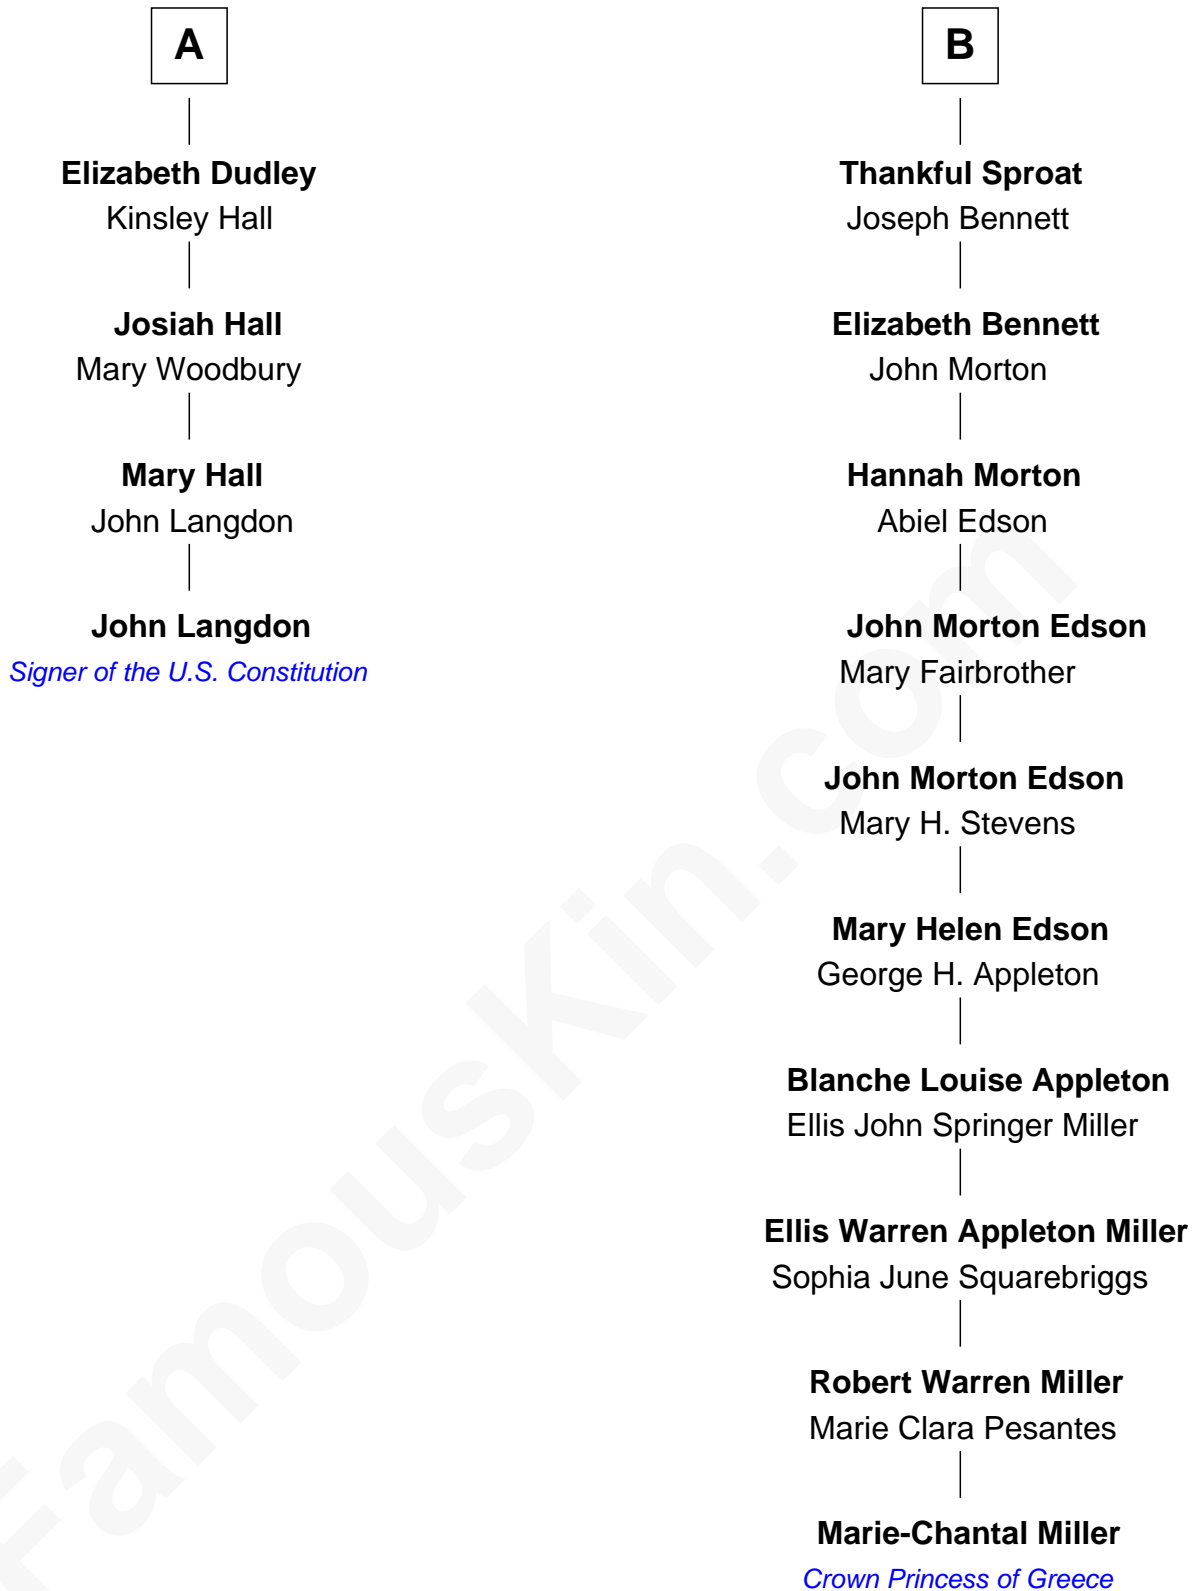 A
Elizabeth Dudley
Kinsley Hall
Josiah Hall
Mary Woodbury
Mary Hall
John Langdon
John Langdon
Signer of the U.S. Constitution
B
Thankful Sproat
Joseph Bennett
Elizabeth Bennett
John Morton
Hannah Morton
Abiel Edson
John Morton Edson
Mary Fairbrother
John Morton Edson
Mary H. Stevens
Mary Helen Edson
George H. Appleton
Blanche Louise Appleton
Ellis John Springer Miller
Ellis Warren Appleton Miller
Sophia June Squarebriggs
Robert Warren Miller
Marie Clara Pesantes
Marie-Chantal Miller
Crown Princess of Greece
FamousKin.com